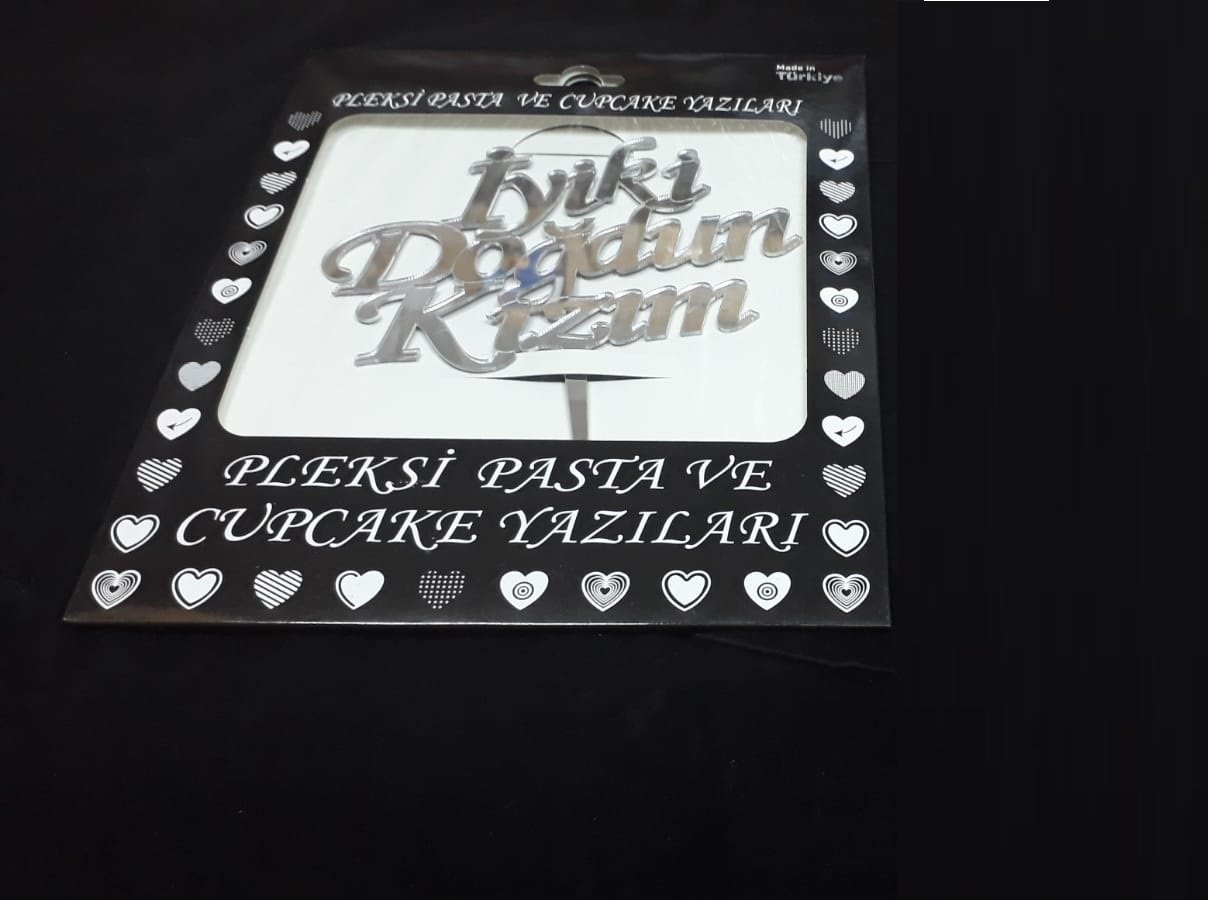 Made in
Türkiye
PLEKSİ PASTA VE CUPCAKE YAZILARI
İyiki
Doğdun
Kızım
PLEKSİ PASTA VE
CUPCAKE YAZILARI